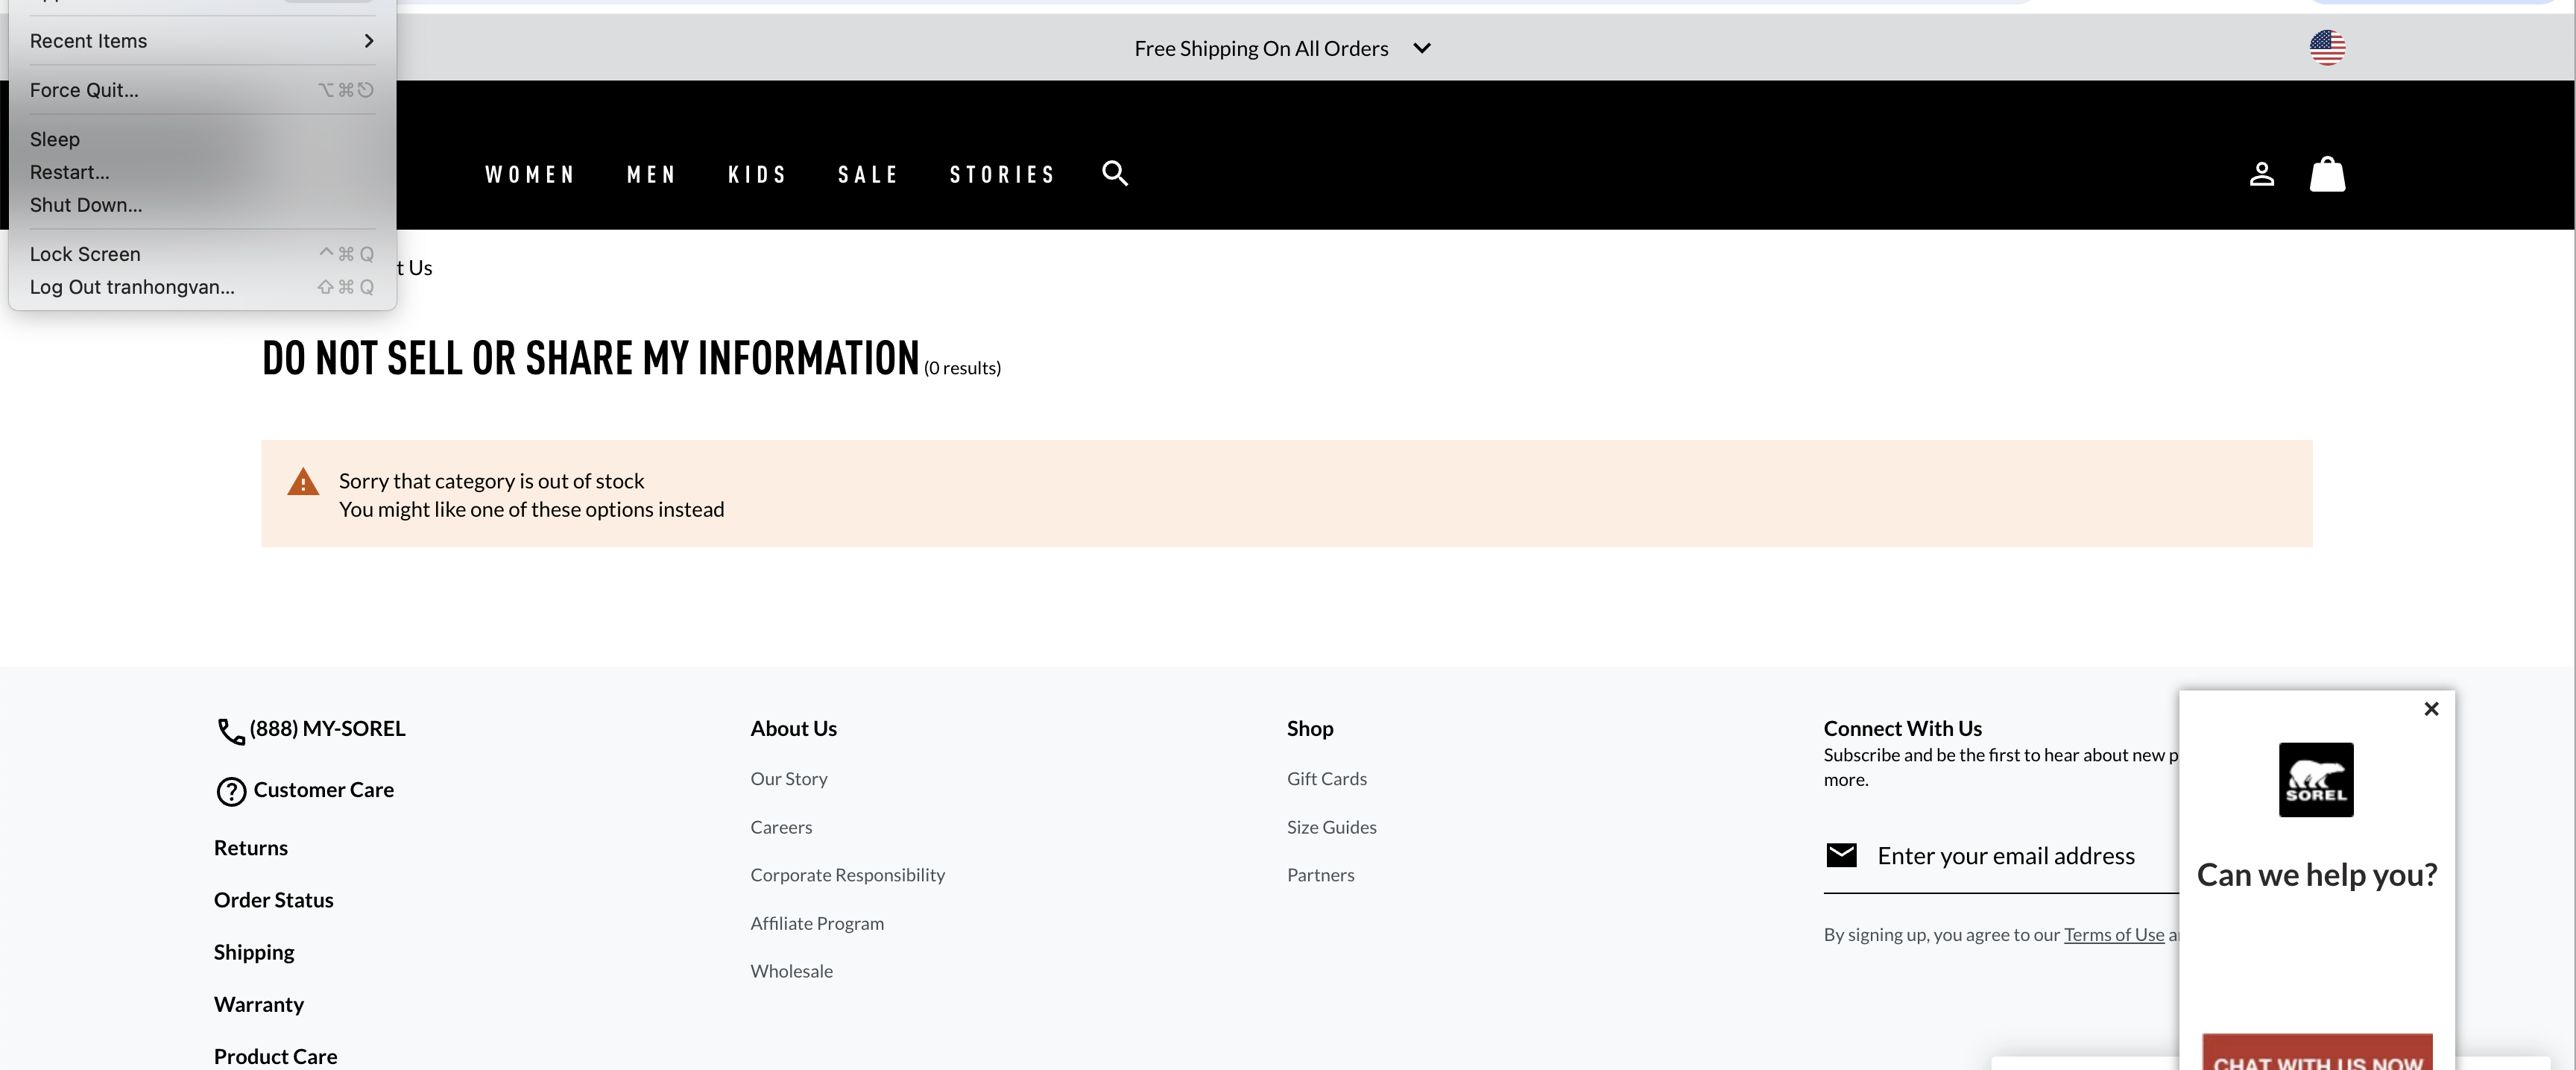 Recent Items
Force Quit... ⌥⌘⎋
Sleep
Restart...
Shut Down...
Lock Screen ^⌘Q
Log Out tranhongvan... ⇧⌘Q
Free Shipping On All Orders
WOMEN MEN KIDS SALE STORIES
t Us
DO NOT SELL OR SHARE MY INFORMATION (0 results)
Sorry that category is out of stock
You might like one of these options instead
(888) MY-SOREL
Customer Care
Returns
Order Status
Shipping
Warranty
Product Care
About Us
Our Story
Careers
Corporate Responsibility
Affiliate Program
Wholesale
Shop
Gift Cards
Size Guides
Partners
Connect With Us
Subscribe and be the first to hear about new p
more.
Enter your email address
By signing up, you agree to our Terms of Use a
SOREL
Can we help you?
CHAT WITH US NOW